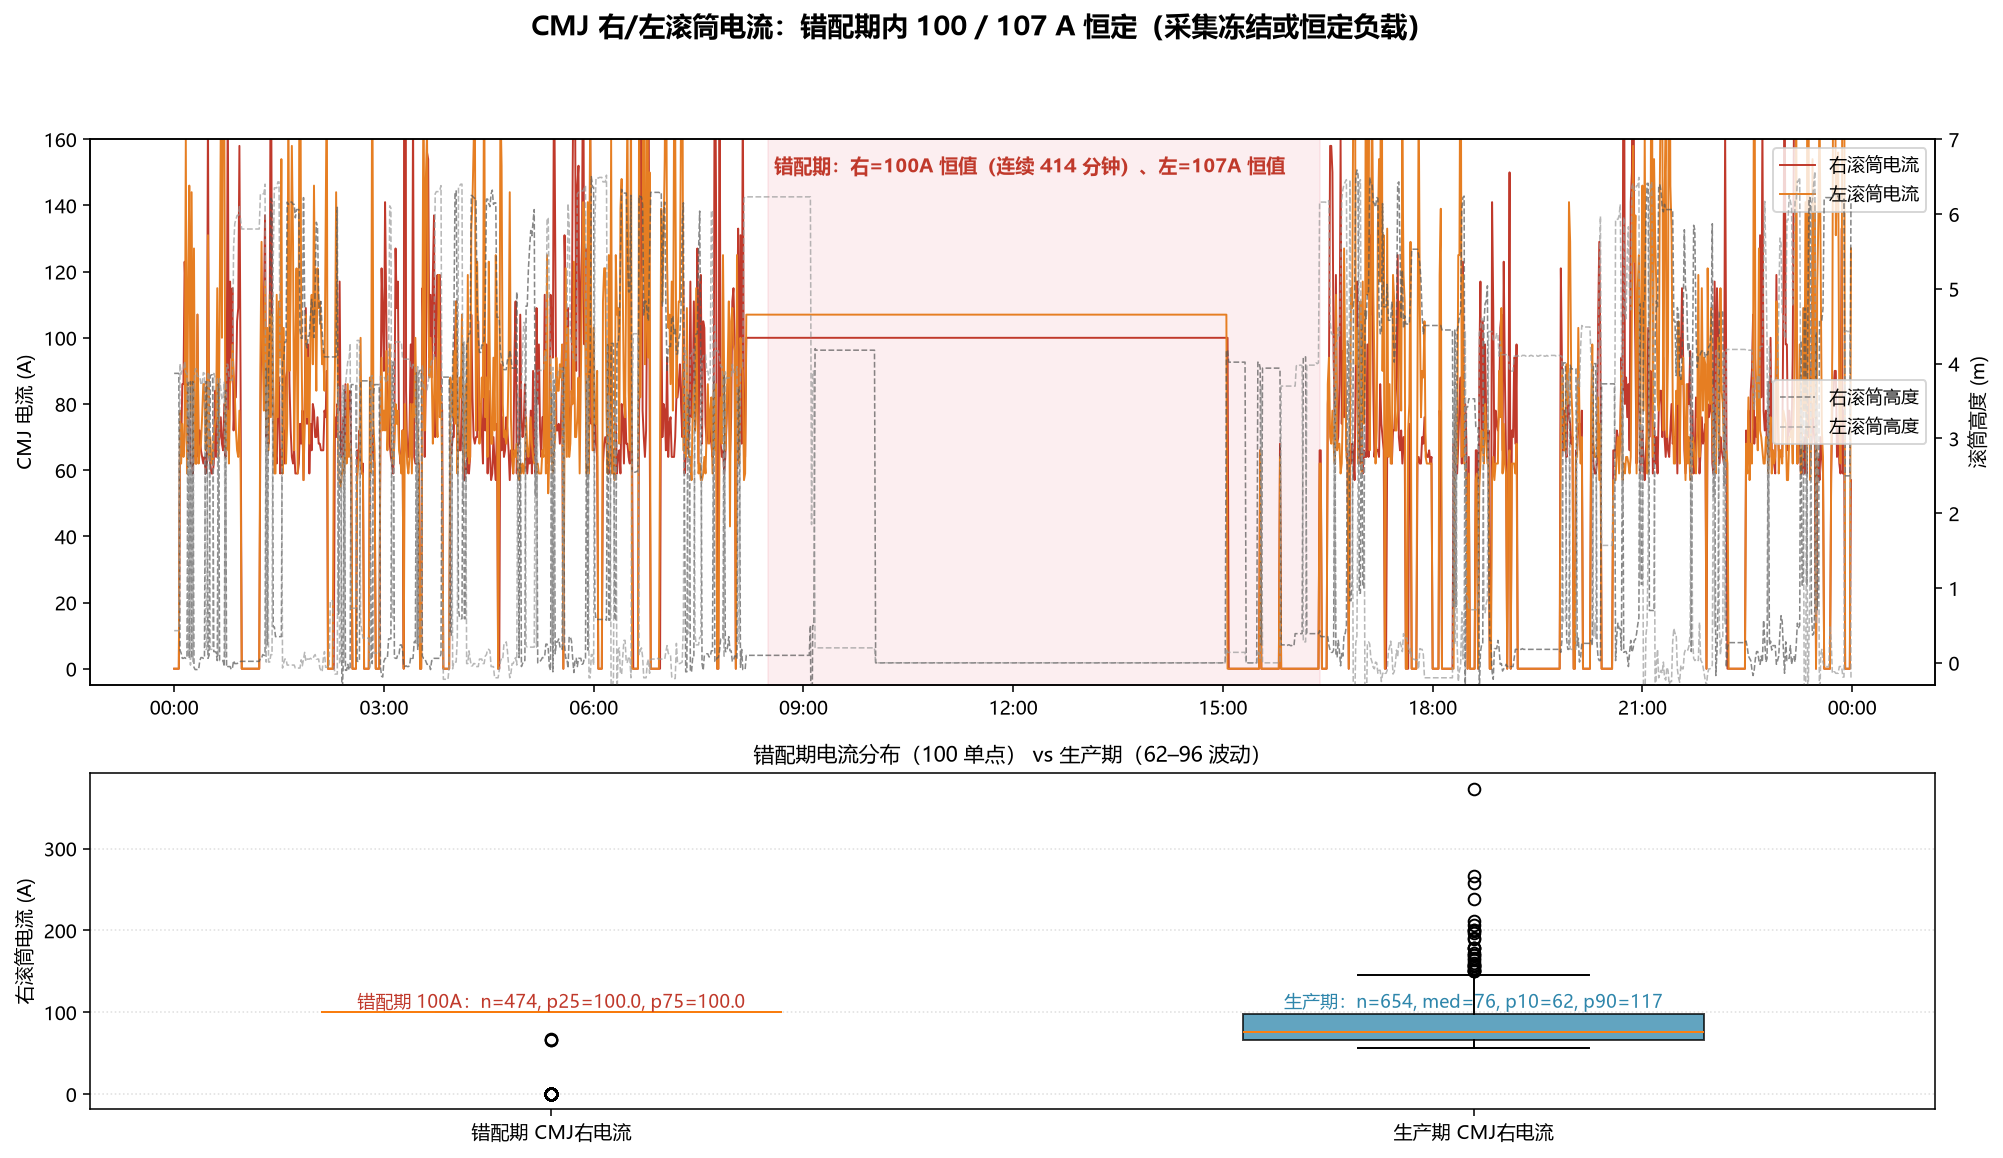 CMJ 右/左滚筒电流：错配期内 100 / 107 A 恒定（采集冻结或恒定负载）
160
140
120
100
80
60
40
20
0
CMJ 电流 (A)
错配期：右=100A 恒值（连续 414 分钟）、左=107A 恒值
右滚筒电流
左滚筒电流
右滚筒高度
左滚筒高度
7
6
5
4
3
2
1
0
滚筒高度 (m)
00:00
03:00
06:00
09:00
12:00
15:00
18:00
21:00
00:00
错配期电流分布（100 单点） vs 生产期（62–96 波动）
300
200
100
0
右滚筒电流 (A)
错配期 100A：n=474, p25=100.0, p75=100.0
生产期：n=654, med=76, p10=62, p90=117
错配期 CMJ右电流
生产期 CMJ右电流